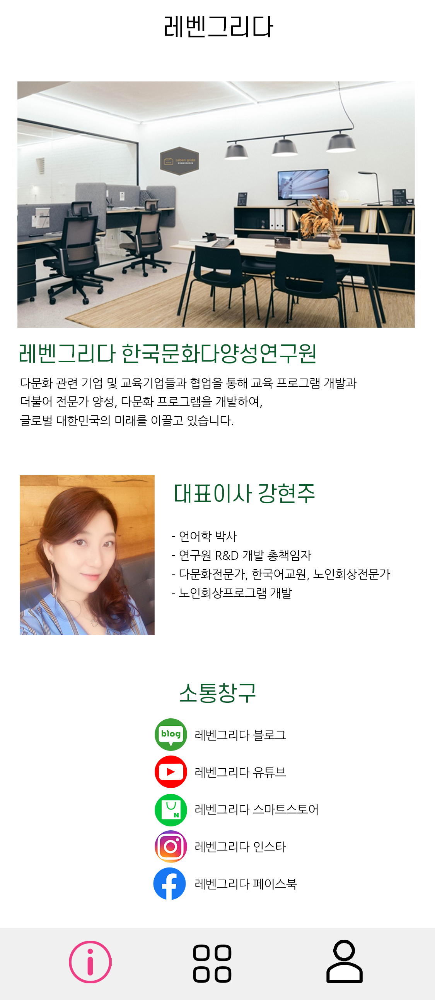 레벤그리다
Leben grida
레벤그리다 한국문화다양성연구원
다문화 관련 기업 및 교육기업들과 협업을 통해 교육 프로그램 개발과
더불어 전문가 양성, 다문화 프로그램을 개발하여,
글로벌 대한민국의 미래를 이끌고 있습니다.
대표이사 강현주
- 언어학 박사
- 연구원 R&D 개발 총책임자
- 다문화전문가, 한국어교원, 노인회상전문가
- 노인회상프로그램 개발
소통창구
blog 레벤그리다 블로그
레벤그리다 유튜브
N 레벤그리다 스마트스토어
레벤그리다 인스타
레벤그리다 페이스북